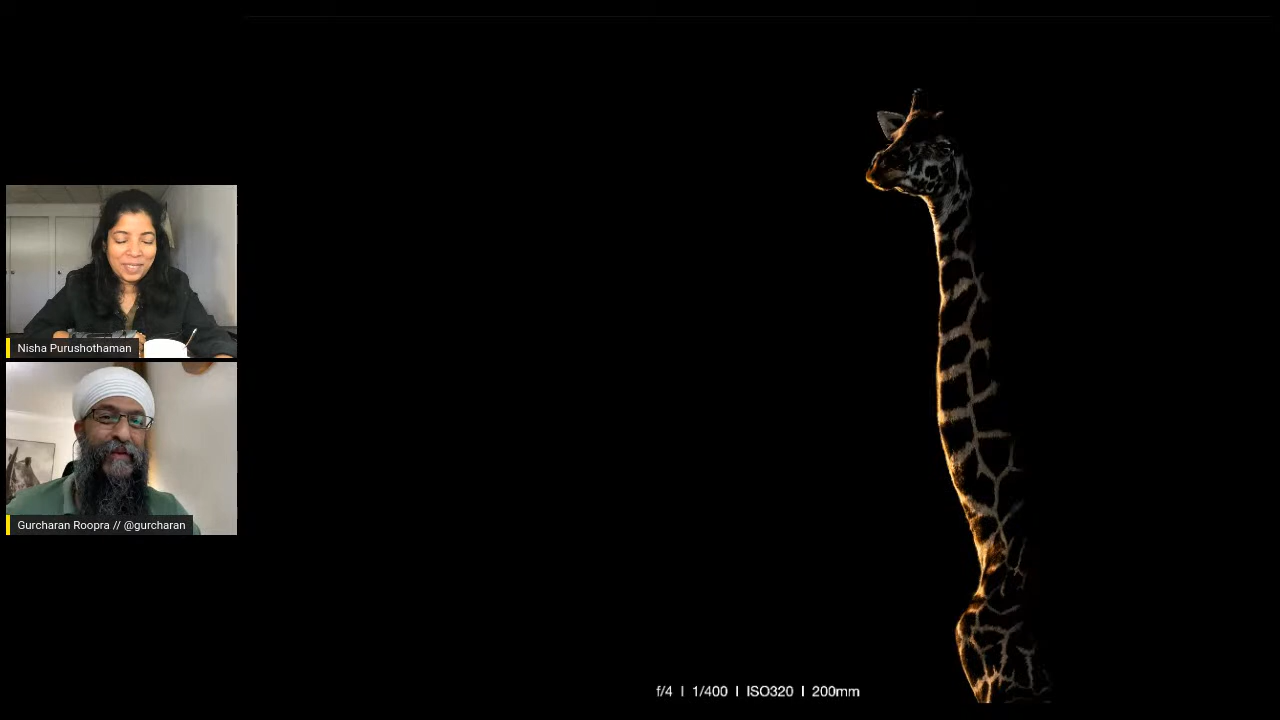 Nisha Purushothaman
Gurcharan Roopra // @gurcharan
f/4 | 1/400 | ISO320 | 200mm